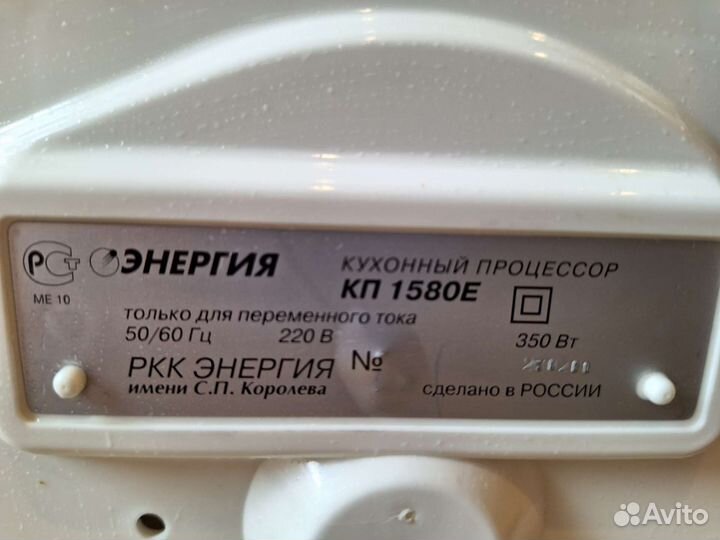 РСТ ЭНЕРГИЯ КУХОННЫЙ ПРОЦЕССОР
МЕ 10 КП 1580Е
только для переменного тока
50/60 Гц 220 В 350 Вт
РКК ЭНЕРГИЯ №
имени С.П. Королева сделано в РОССИИ
Avito